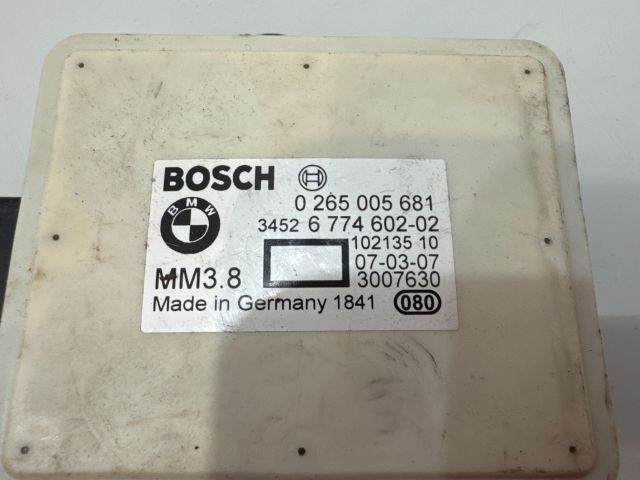 BOSCH
0 265 005 681
BMW
3452 6 774 602-02
102135 10
07-03-07
MM3.8
3007630
Made in Germany 1841
080